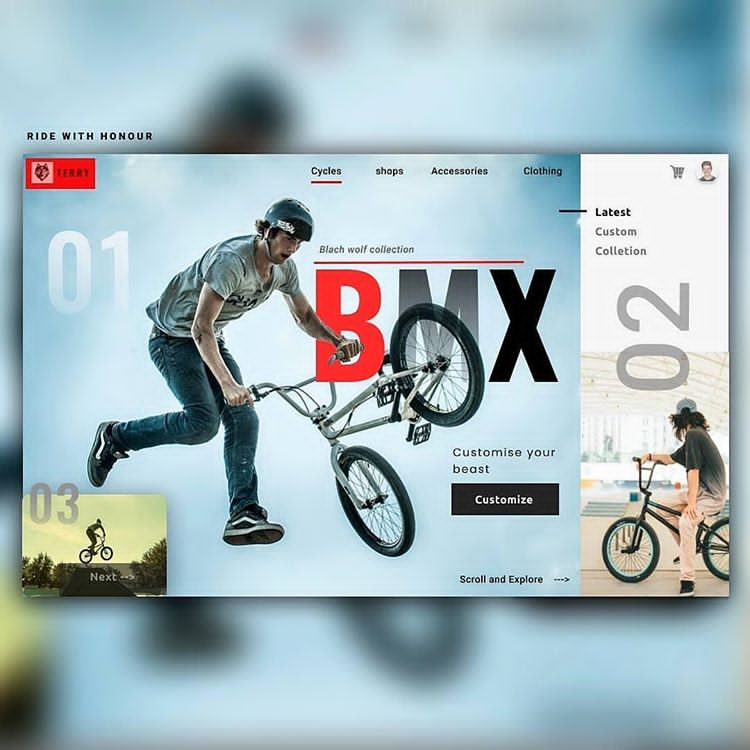 RIDE WITH HONOUR
TERRY
Cycles
shops
Accessories
Clothing
Latest
Custom
Colletion
01
Blach wolf collection
BMX
02
Customise your
beast
Customize
03
Next -->
Scroll and Explore --->